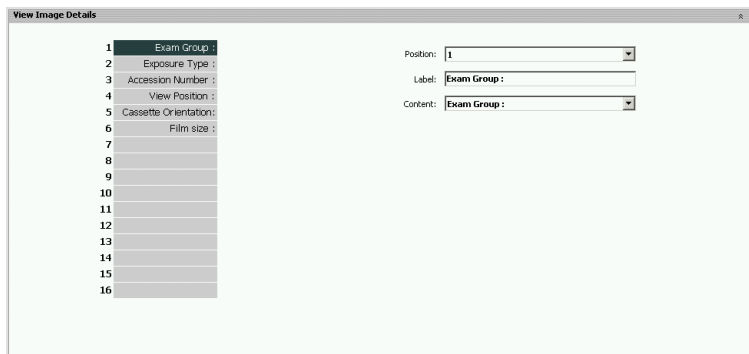 View Image Details
1 Exam Group :
2 Exposure Type :
3 Accession Number :
4 View Position :
5 Cassette Orientation:
6 Film size :
7
8
9
10
11
12
13
14
15
16
Position: 1
Label: Exam Group :
Content: Exam Group :